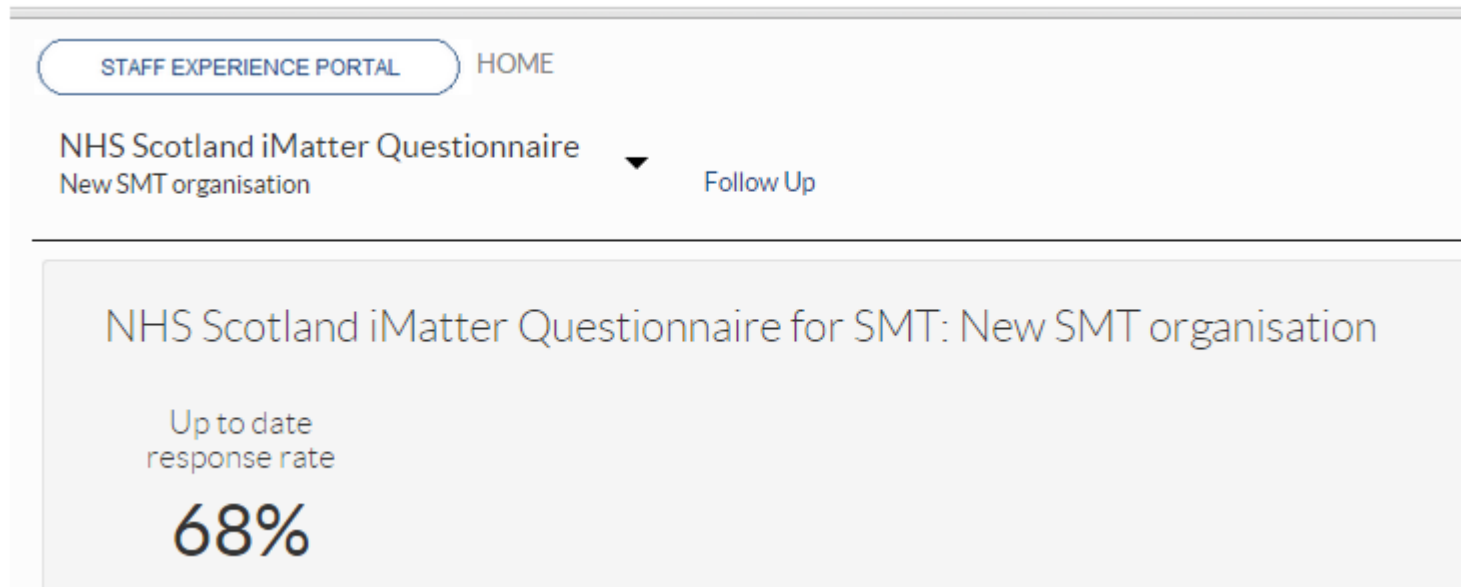 STAFF EXPERIENCE PORTAL HOME
NHS Scotland iMatter Questionnaire
New SMT organisation Follow Up
NHS Scotland iMatter Questionnaire for SMT: New SMT organisation
Up to date
response rate
68%